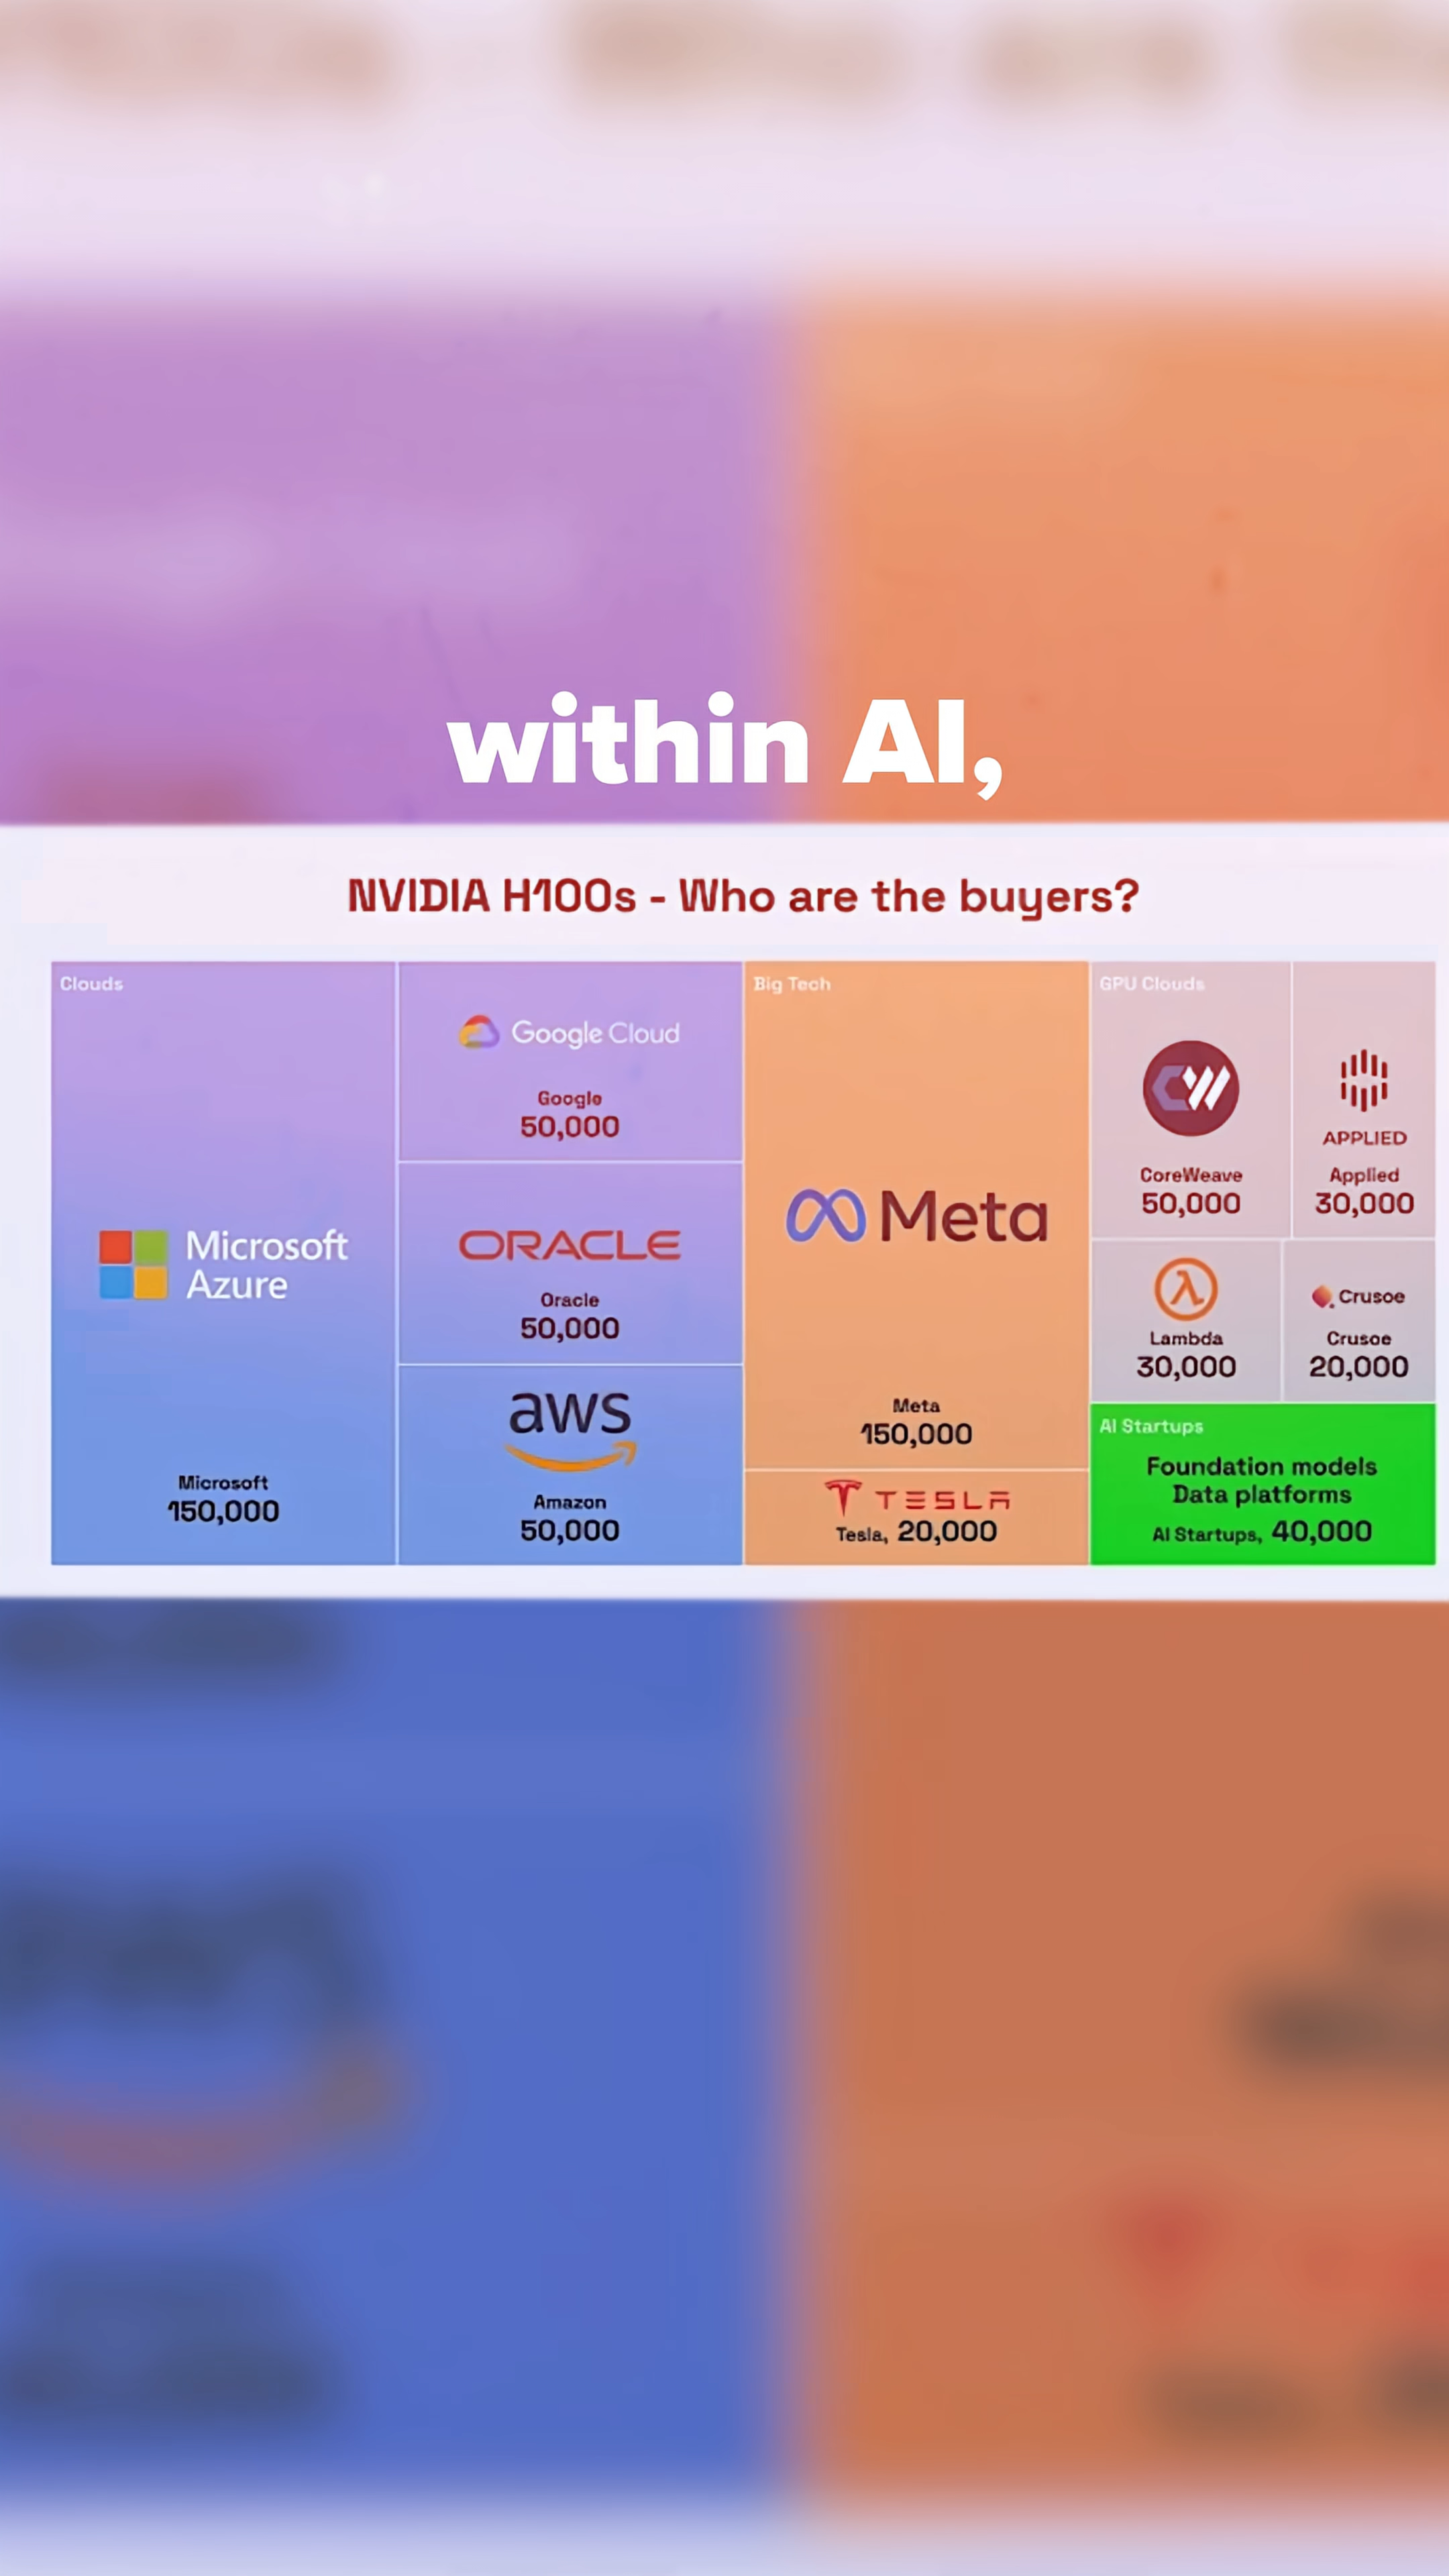 within AI,
NVIDIA H100s - Who are the buyers?
Clouds
Microsoft
Azure
Microsoft
150,000
Google Cloud
Google
50,000
ORACLE
Oracle
50,000
aws
Amazon
50,000
Big Tech
Meta
Meta
150,000
TESLA
Tesla, 20,000
GPU Clouds
CW
CoreWeave
50,000
APPLIED
Applied
30,000
λ
Lambda
30,000
Crusoe
Crusoe
20,000
AI Startups
Foundation models
Data platforms
AI Startups, 40,000